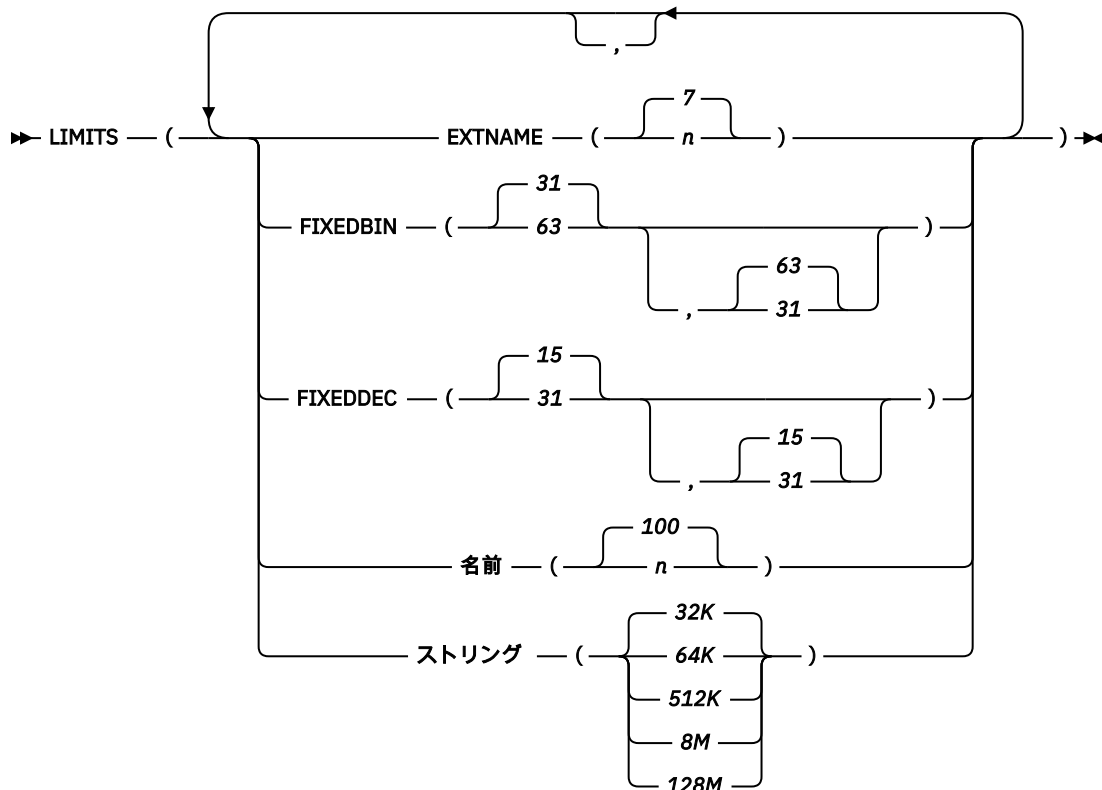 ,
7
LIMITS ( EXTNAME ( n ) )
31
FIXEDBIN ( 63 )
63
, 31
15
FIXEDDEC ( 31 )
15
, 31
100
名前 ( n )
32K
ストリング ( 64K )
512K
8M
128M